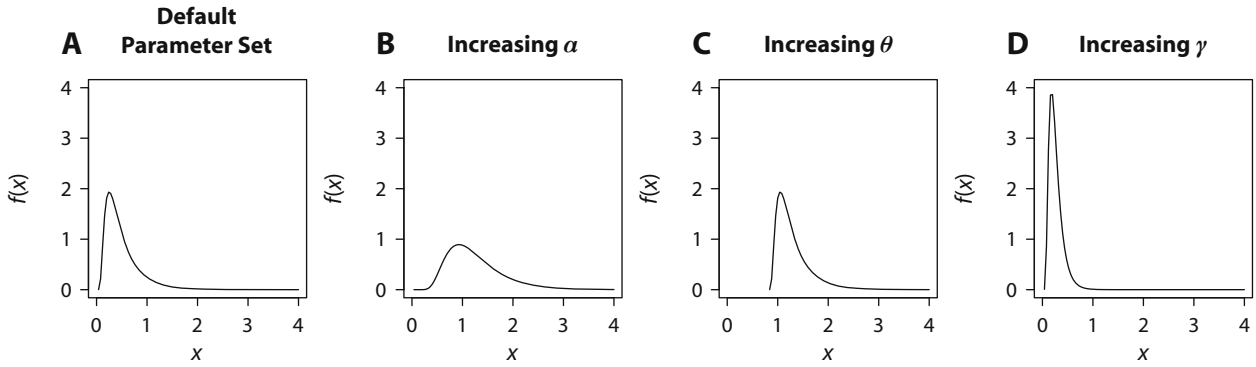 A
Default
Parameter Set
4
3
2
1
0
f(x)
0 1 2 3 4
x
B
Increasing α
4
3
2
1
0
f(x)
0 1 2 3 4
x
C
Increasing θ
4
3
2
1
0
f(x)
0 1 2 3 4
x
D
Increasing γ
4
3
2
1
0
f(x)
0 1 2 3 4
x